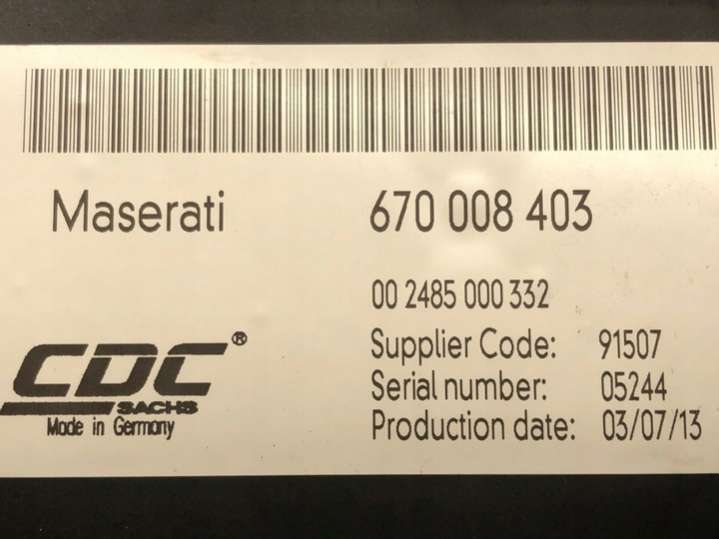 Maserati 670 008 403
00 2485 000 332
Supplier Code: 91507
Serial number: 05244
Production date: 03/07/13
CDC®
SACHS
Made in Germany